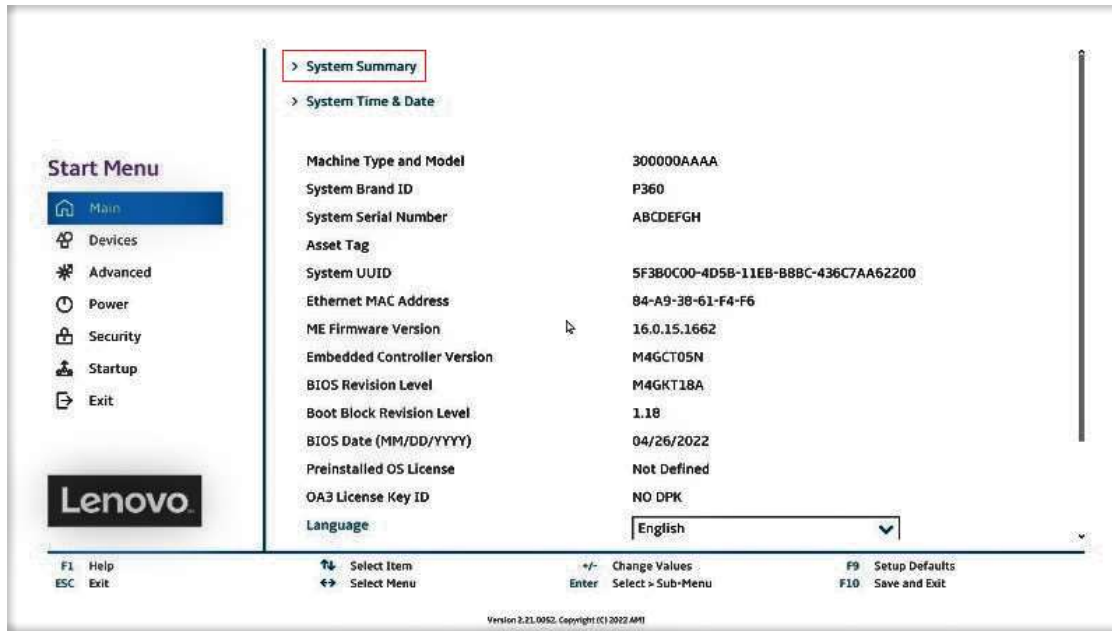 > System Summary
> System Time & Date
Start Menu
Main
Devices
Advanced
Power
Security
Startup
Exit
Lenovo
Machine Type and Model 300000AAAA
System Brand ID P360
System Serial Number ABCDEFGH
Asset Tag
System UUID 5F3B0C00-4D5B-11EB-B8BC-436C7AA62200
Ethernet MAC Address 84-A9-38-61-F4-F6
ME Firmware Version 16.0.15.1662
Embedded Controller Version M4GCT05N
BIOS Revision Level M4GKT18A
Boot Block Revision Level 1.18
BIOS Date (MM/DD/YYYY) 04/26/2022
Preinstalled OS License Not Defined
OA3 License Key ID NO DPK
Language English
F1 Help ↑↓ Select Item +/- Change Values F9 Setup Defaults
ESC Exit ↔ Select Menu Enter Select > Sub-Menu F10 Save and Exit
Version 2.21.0052. Copyright (C) 2022 AMI